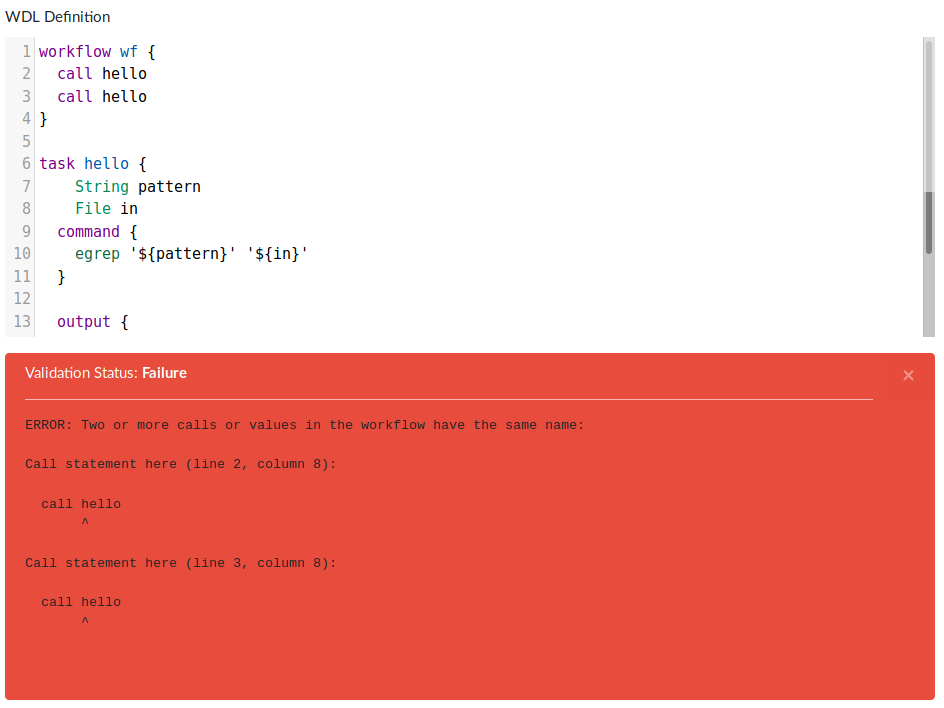 WDL Definition
1 workflow wf {
2   call hello
3   call hello
4 }
5
6 task hello {
7     String pattern
8     File in
9   command {
10     egrep '${pattern}' '${in}'
11   }
12
13   output {
Validation Status: Failure ×
ERROR: Two or more calls or values in the workflow have the same name:
Call statement here (line 2, column 8):
  call hello
       ^
Call statement here (line 3, column 8):
  call hello
       ^